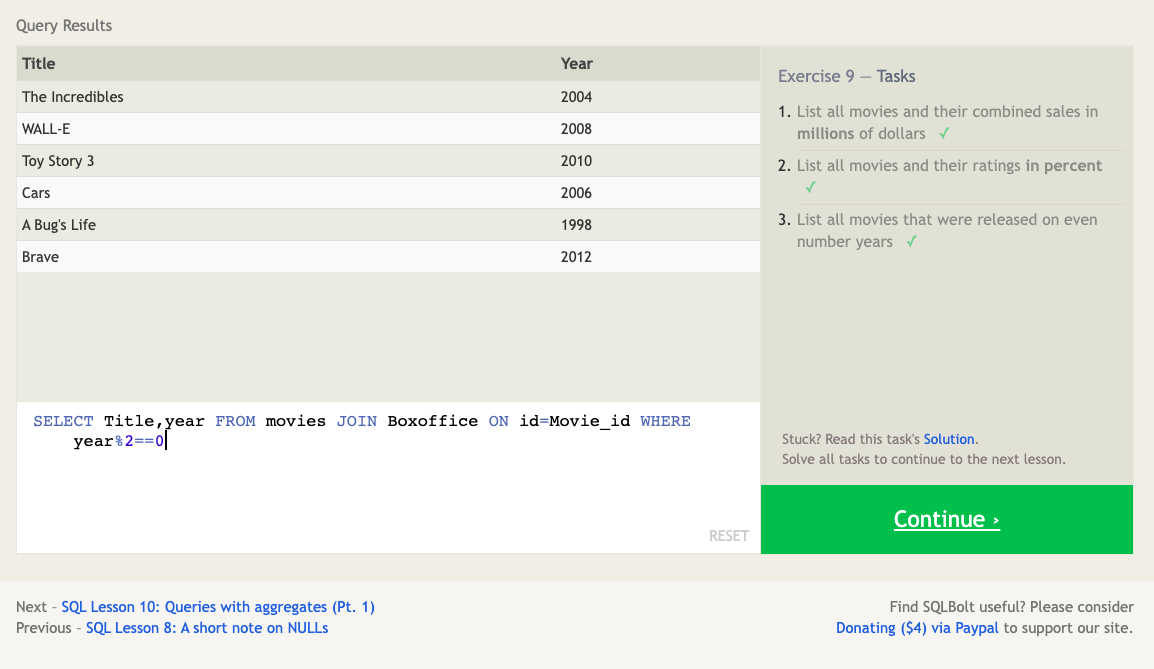 Query Results
Title Year
The Incredibles 2004
WALL-E 2008
Toy Story 3 2010
Cars 2006
A Bug's Life 1998
Brave 2012
SELECT Title,year FROM movies JOIN Boxoffice ON id=Movie_id WHERE
year%2==0
RESET
Exercise 9 — Tasks
1. List all movies and their combined sales in
millions of dollars ✓
2. List all movies and their ratings in percent
✓
3. List all movies that were released on even
number years ✓
Stuck? Read this task's Solution.
Solve all tasks to continue to the next lesson.
Continue ›
Next – SQL Lesson 10: Queries with aggregates (Pt. 1)
Previous – SQL Lesson 8: A short note on NULLs
Find SQLBolt useful? Please consider
Donating ($4) via Paypal to support our site.